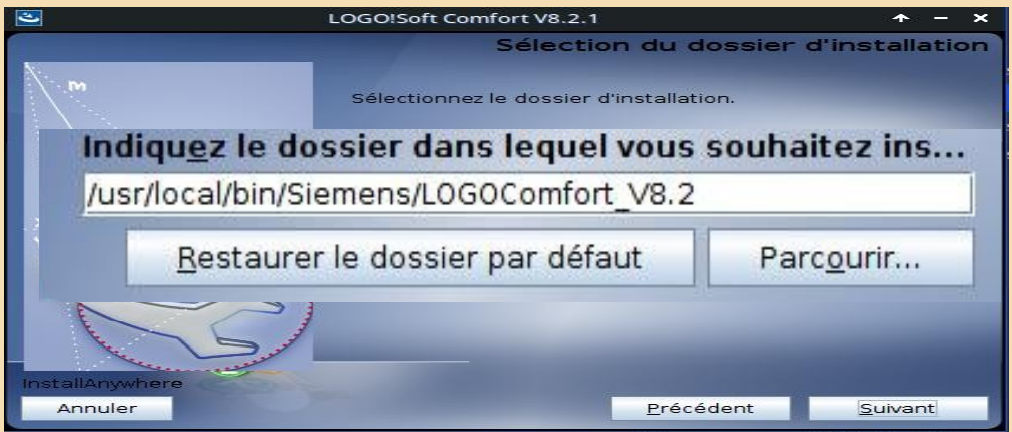 LOGO!Soft Comfort V8.2.1
Sélection du dossier d'installation
m
Sélectionnez le dossier d'installation.
Indiquez le dossier dans lequel vous souhaitez ins...
/usr/local/bin/Siemens/LOGOComfort_V8.2
Restaurer le dossier par défaut Parcourir...
InstallAnywhere
Annuler Précédent Suivant